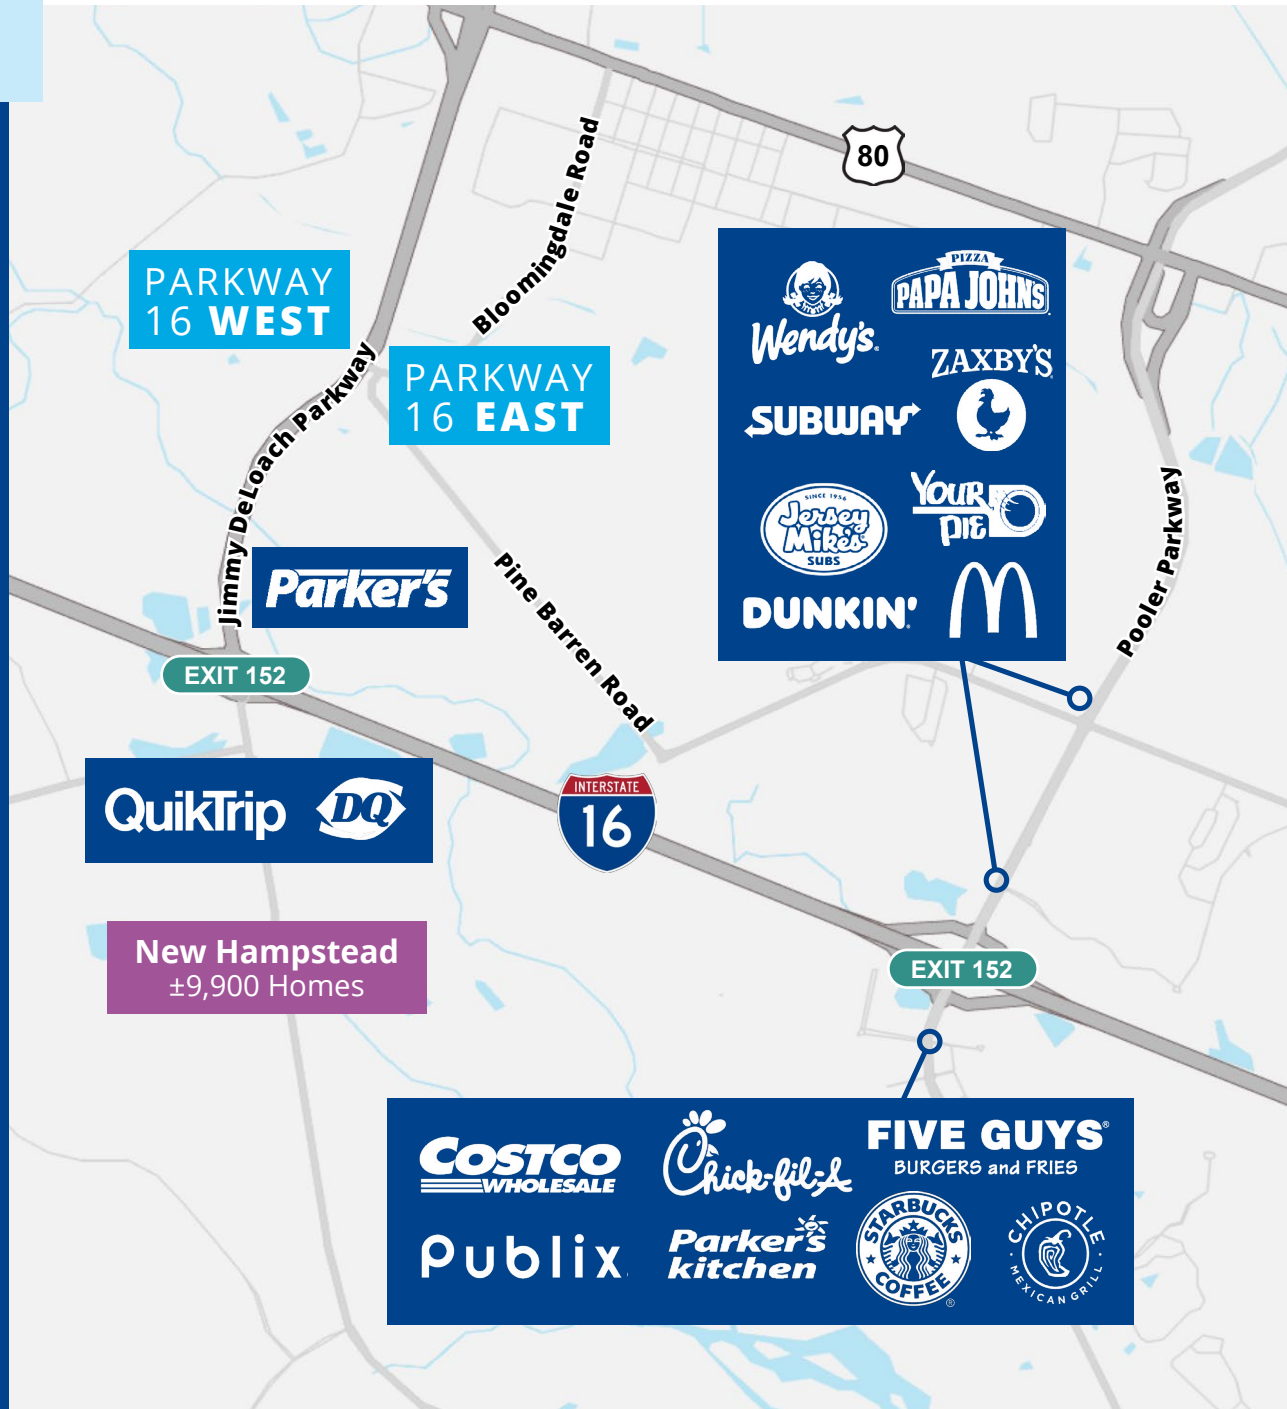 80
Bloomingdale Road
PARKWAY
16 WEST
PARKWAY
16 EAST
Jimmy DeLoach Parkway
Wendy's
PIZZA
PAPA JOHN'S
ZAXBY'S
SUBWAY
SINCE 1956
Jersey
Mike's
SUBS
YOUR
PIE
DUNKIN'
Pooler Parkway
Parker's
Pine Barren Road
EXIT 152
QuikTrip
DQ
INTERSTATE
16
New Hampstead
±9,900 Homes
EXIT 152
COSTCO
WHOLESALE
Chick-fil-A
FIVE GUYS®
BURGERS and FRIES
Publix
Parker's
kitchen
STARBUCKS
COFFEE
®
CHIPOTLE
MEXICAN GRILL